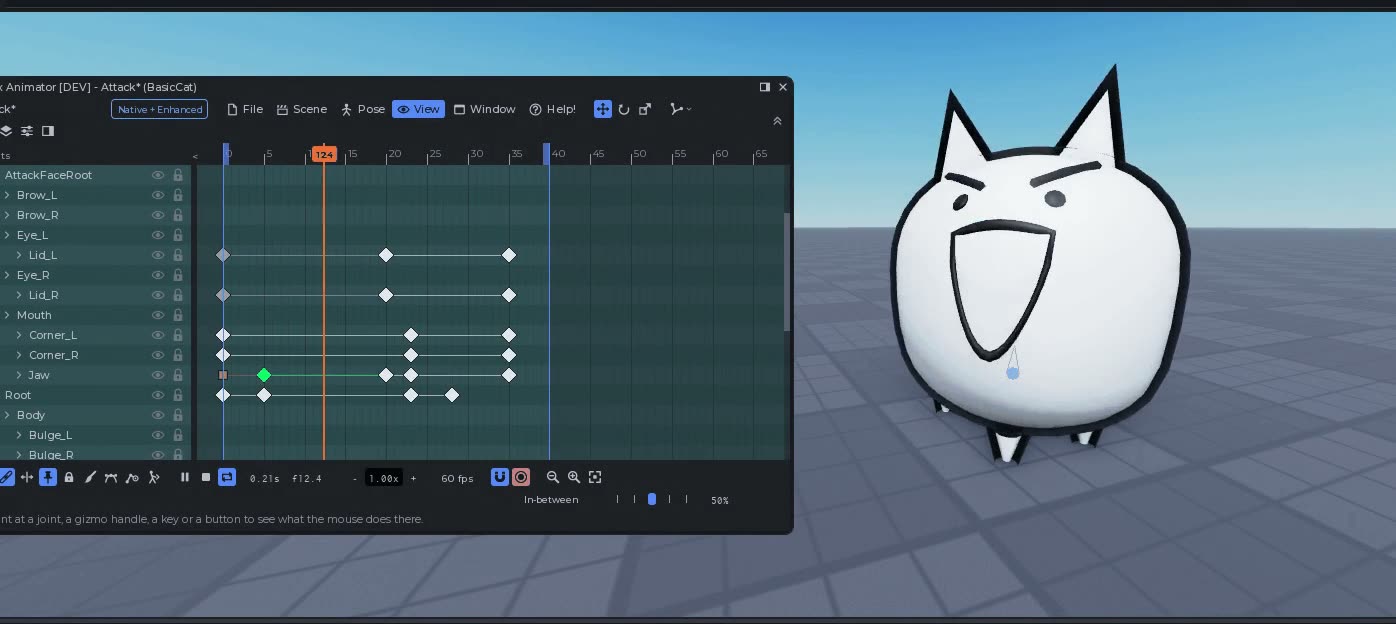 x Animator [DEV] - Attack* (BasicCat)
ck*
Native + Enhanced
File
Scene
Pose
View
Window
Help!
ts
<
0
5
124
15
20
25
30
35
40
45
50
55
60
65
AttackFaceRoot
Brow_L
Brow_R
Eye_L
Lid_L
Eye_R
Lid_R
Mouth
Corner_L
Corner_R
Jaw
Root
Body
Bulge_L
Bulge_R
0.21s
f12.4
-
1.00x
+
60 fps
In-between
50%
nt at a joint, a gizmo handle, a key or a button to see what the mouse does there.